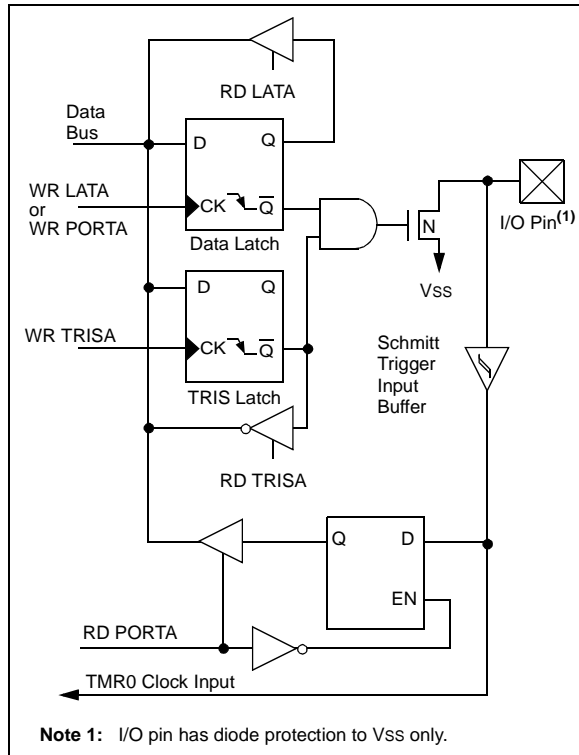 RD LATA
Data
Bus
D
Q
WR LATA
or
WR PORTA
CK
Q̅
N
I/O Pin(1)
Data Latch
VSS
D
Q
WR TRISA
CK
Q̅
Schmitt
Trigger
Input
Buffer
TRIS Latch
RD TRISA
Q
D
EN
RD PORTA
TMR0 Clock Input
Note 1: I/O pin has diode protection to VSS only.